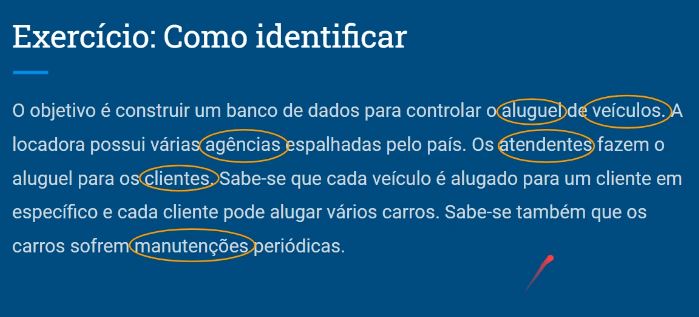 Exercício: Como identificar
O objetivo é construir um banco de dados para controlar o aluguel de veículos. A
locadora possui várias agências espalhadas pelo país. Os atendentes fazem o
aluguel para os clientes. Sabe-se que cada veículo é alugado para um cliente em
específico e cada cliente pode alugar vários carros. Sabe-se também que os
carros sofrem manutenções periódicas.